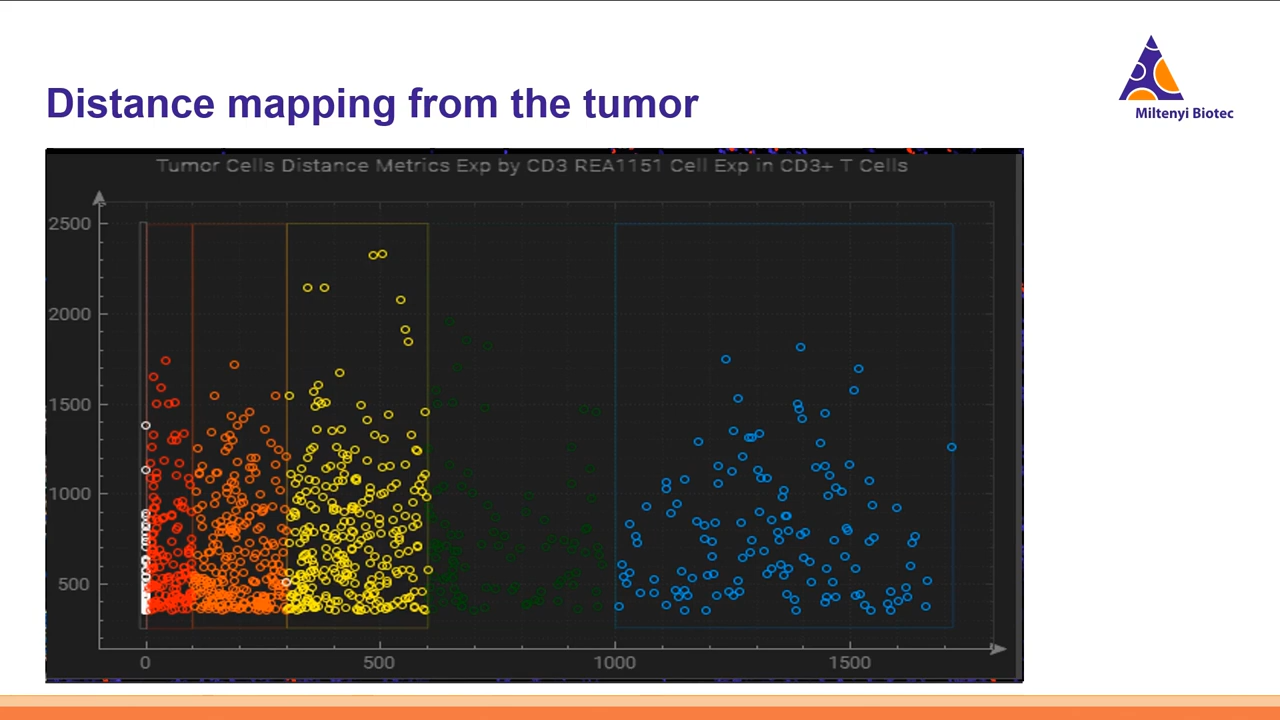 Miltenyi Biotec
Distance mapping from the tumor
Tumor Cells Distance Metrics Exp by CD3 REA1151 Cell Exp in CD3+ T Cells
2500
2000
1500
1000
500
0 500 1000 1500